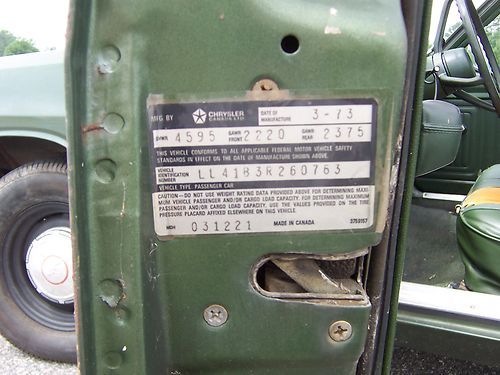 MFG BY CHRYSLER CANADA LTD. DATE OF MANUFACTURE 3-73
GVWR 4595 GAWR FRONT 2220 GAWR REAR 2375
THIS VEHICLE CONFORMS TO ALL APPLICABLE FEDERAL MOTOR VEHICLE SAFETY
STANDARDS IN EFFECT ON THE DATE OF MANUFACTURE SHOWN ABOVE.
VEHICLE IDENTIFICATION NUMBER LL41B3R260763
VEHICLE TYPE: PASSENGER CAR
CAUTION—DO NOT USE WEIGHT RATING DATA PROVIDED ABOVE FOR DETERMINING MAXI-
MUM VEHICLE PASSENGER AND/OR CARGO LOAD CAPACITY. FOR DETERMINING MAXIMUM
PASSENGER AND/OR CARGO LOAD CAPACITY, USE THE VALUES PROVIDED ON THE TIRE
PRESSURE PLACARD AFFIXED ELSEWHERE ON THIS VEHICLE.
MDH 031221 MADE IN CANADA 3759157